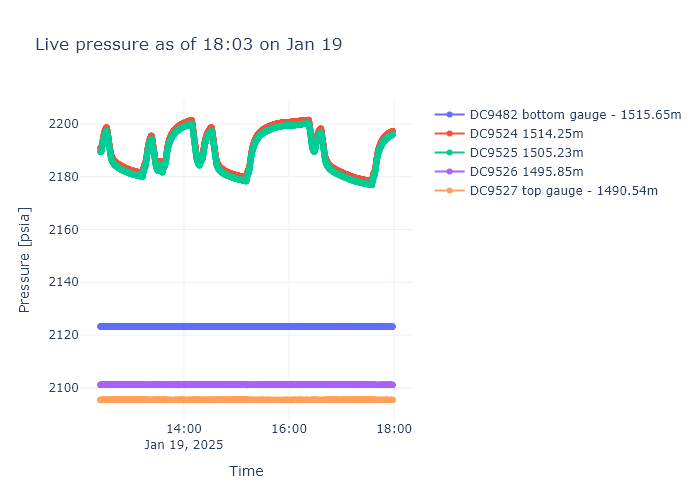 Live pressure as of 18:03 on Jan 19
DC9482 bottom gauge - 1515.65m
DC9524 1514.25m
DC9525 1505.23m
DC9526 1495.85m
DC9527 top gauge - 1490.54m
Pressure [psia]
2200
2180
2160
2140
2120
2100
14:00
16:00
18:00
Jan 19, 2025
Time